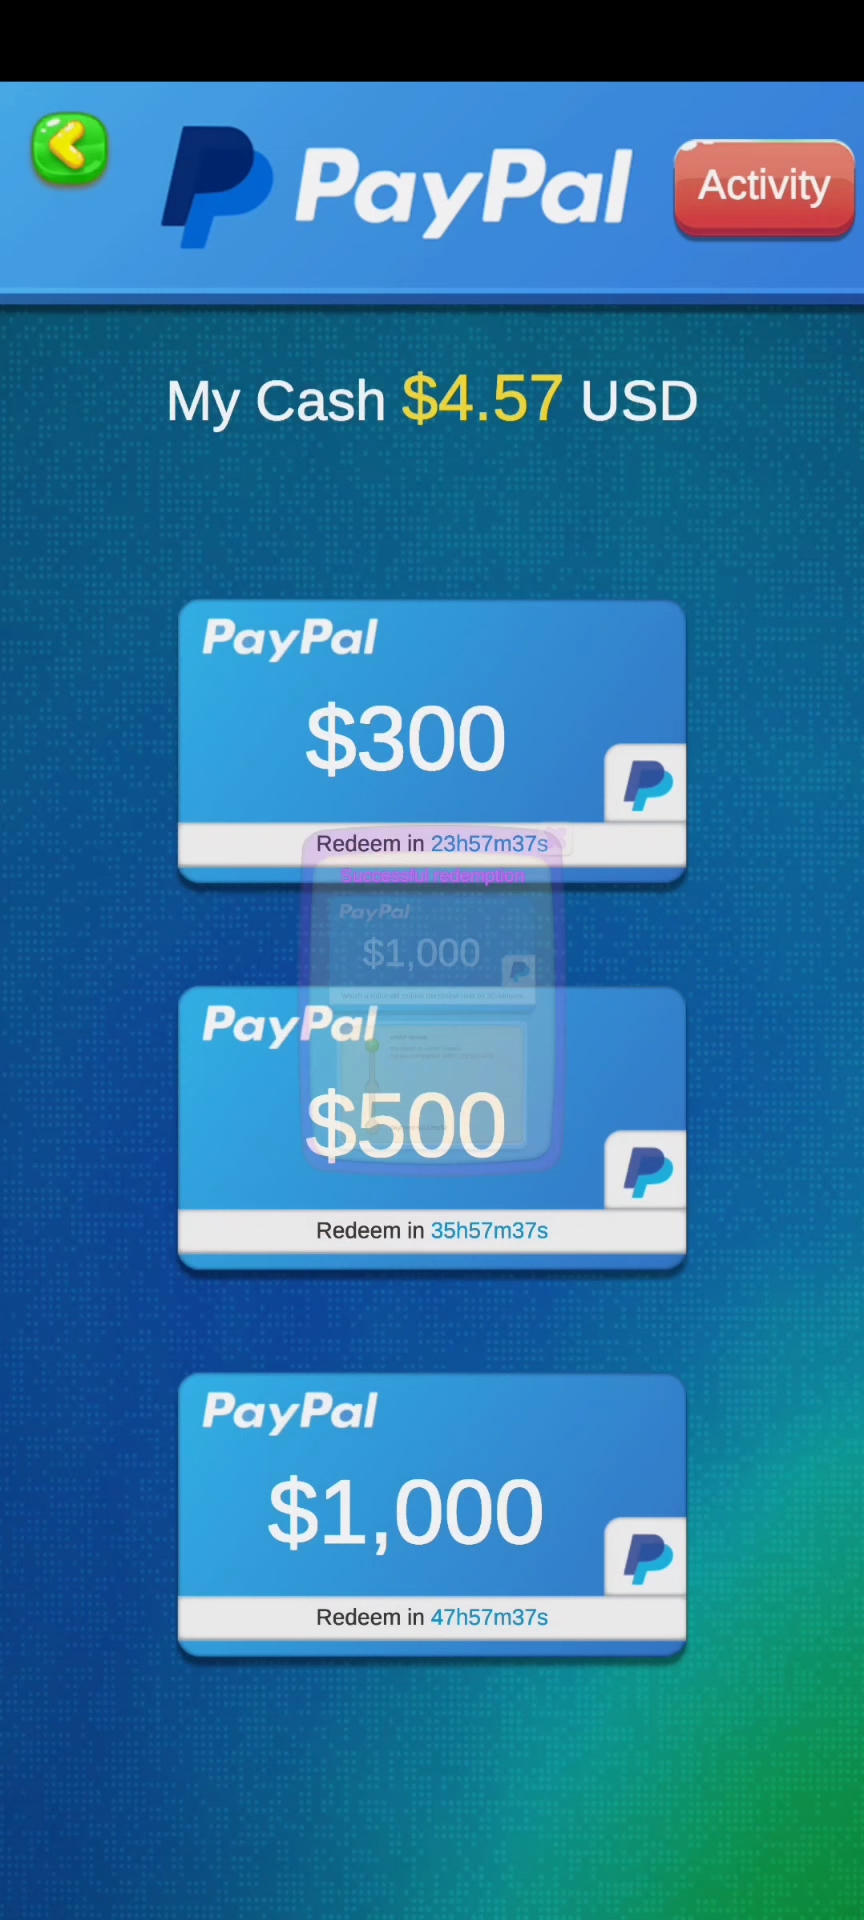 PayPal
Activity
My Cash $4.57 USD
PayPal
$300
Redeem in 23h57m37s
Successful redemption
PayPal
$1,000
PayPal
$500
Redeem in 35h57m37s
PayPal
$1,000
Redeem in 47h57m37s